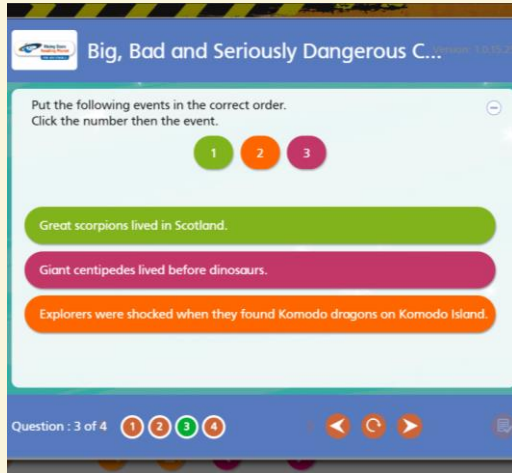 Big, Bad and Seriously Dangerous C...
Version: 1.0.15.2
Put the following events in the correct order.
Click the number then the event.
1 2 3
Great scorpions lived in Scotland.
Giant centipedes lived before dinosaurs.
Explorers were shocked when they found Komodo dragons on Komodo Island.
Question : 3 of 4 1 2 3 4